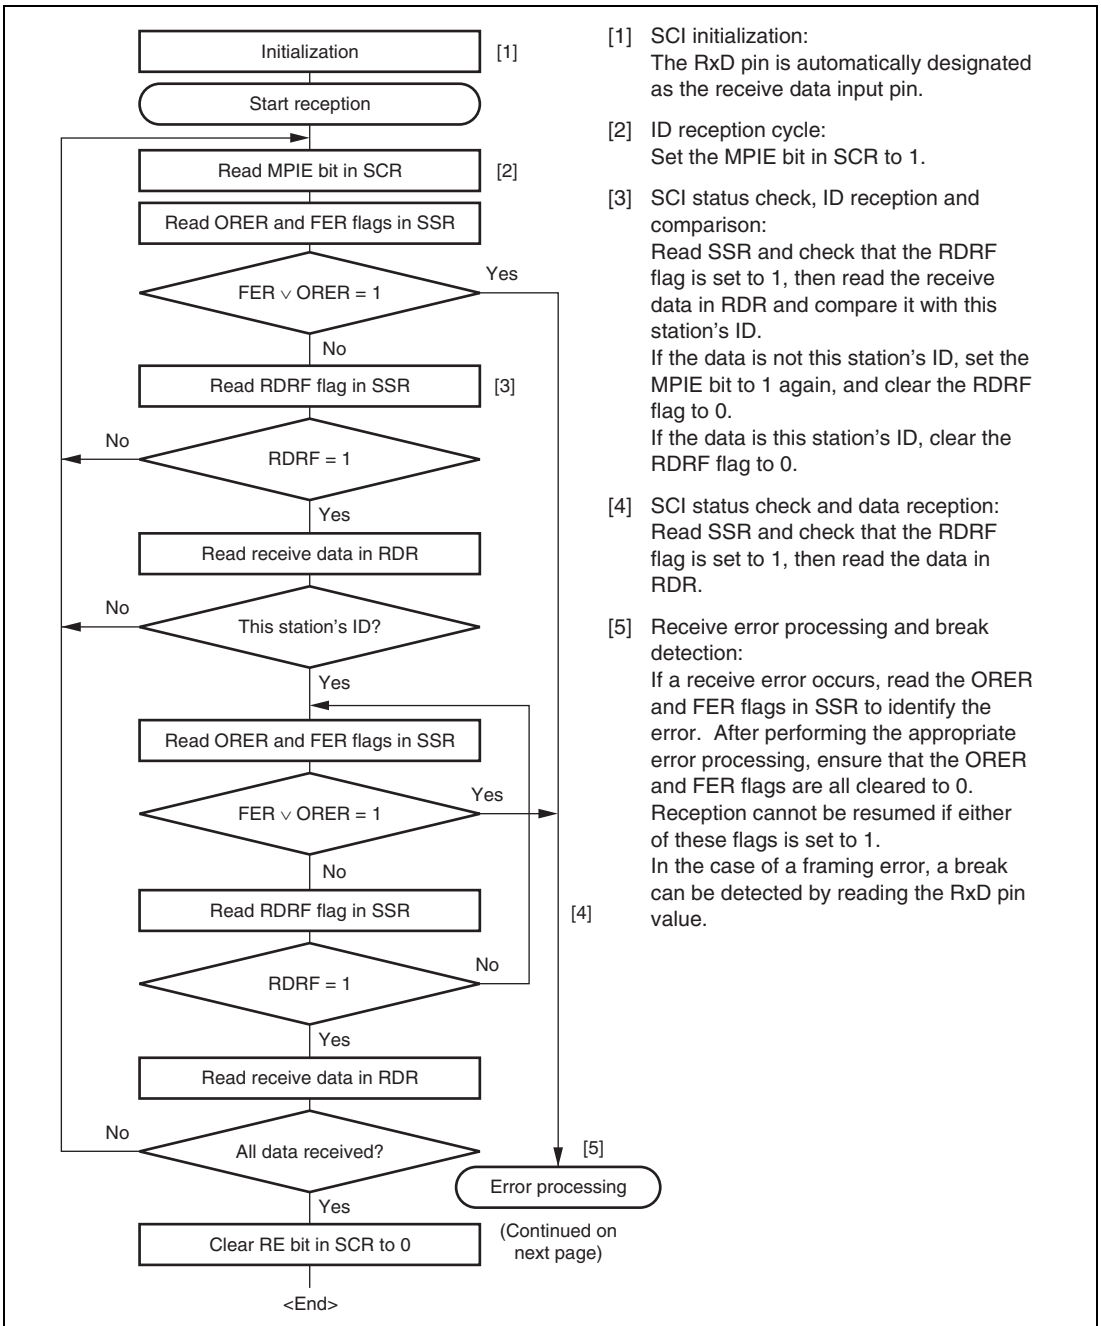 Initialization
[1]
Start reception
Read MPIE bit in SCR
[2]
Read ORER and FER flags in SSR
FER ∨ ORER = 1
Yes
No
Read RDRF flag in SSR
[3]
RDRF = 1
No
Yes
Read receive data in RDR
This station's ID?
No
Yes
Read ORER and FER flags in SSR
FER ∨ ORER = 1
Yes
No
Read RDRF flag in SSR
[4]
RDRF = 1
No
Yes
Read receive data in RDR
All data received?
No
Yes
[5]
Error processing
(Continued on
next page)
Clear RE bit in SCR to 0
<End>
[1] SCI initialization:
The RxD pin is automatically designated
as the receive data input pin.
[2] ID reception cycle:
Set the MPIE bit in SCR to 1.
[3] SCI status check, ID reception and
comparison:
Read SSR and check that the RDRF
flag is set to 1, then read the receive
data in RDR and compare it with this
station's ID.
If the data is not this station's ID, set the
MPIE bit to 1 again, and clear the RDRF
flag to 0.
If the data is this station's ID, clear the
RDRF flag to 0.
[4] SCI status check and data reception:
Read SSR and check that the RDRF
flag is set to 1, then read the data in
RDR.
[5] Receive error processing and break
detection:
If a receive error occurs, read the ORER
and FER flags in SSR to identify the
error. After performing the appropriate
error processing, ensure that the ORER
and FER flags are all cleared to 0.
Reception cannot be resumed if either
of these flags is set to 1.
In the case of a framing error, a break
can be detected by reading the RxD pin
value.